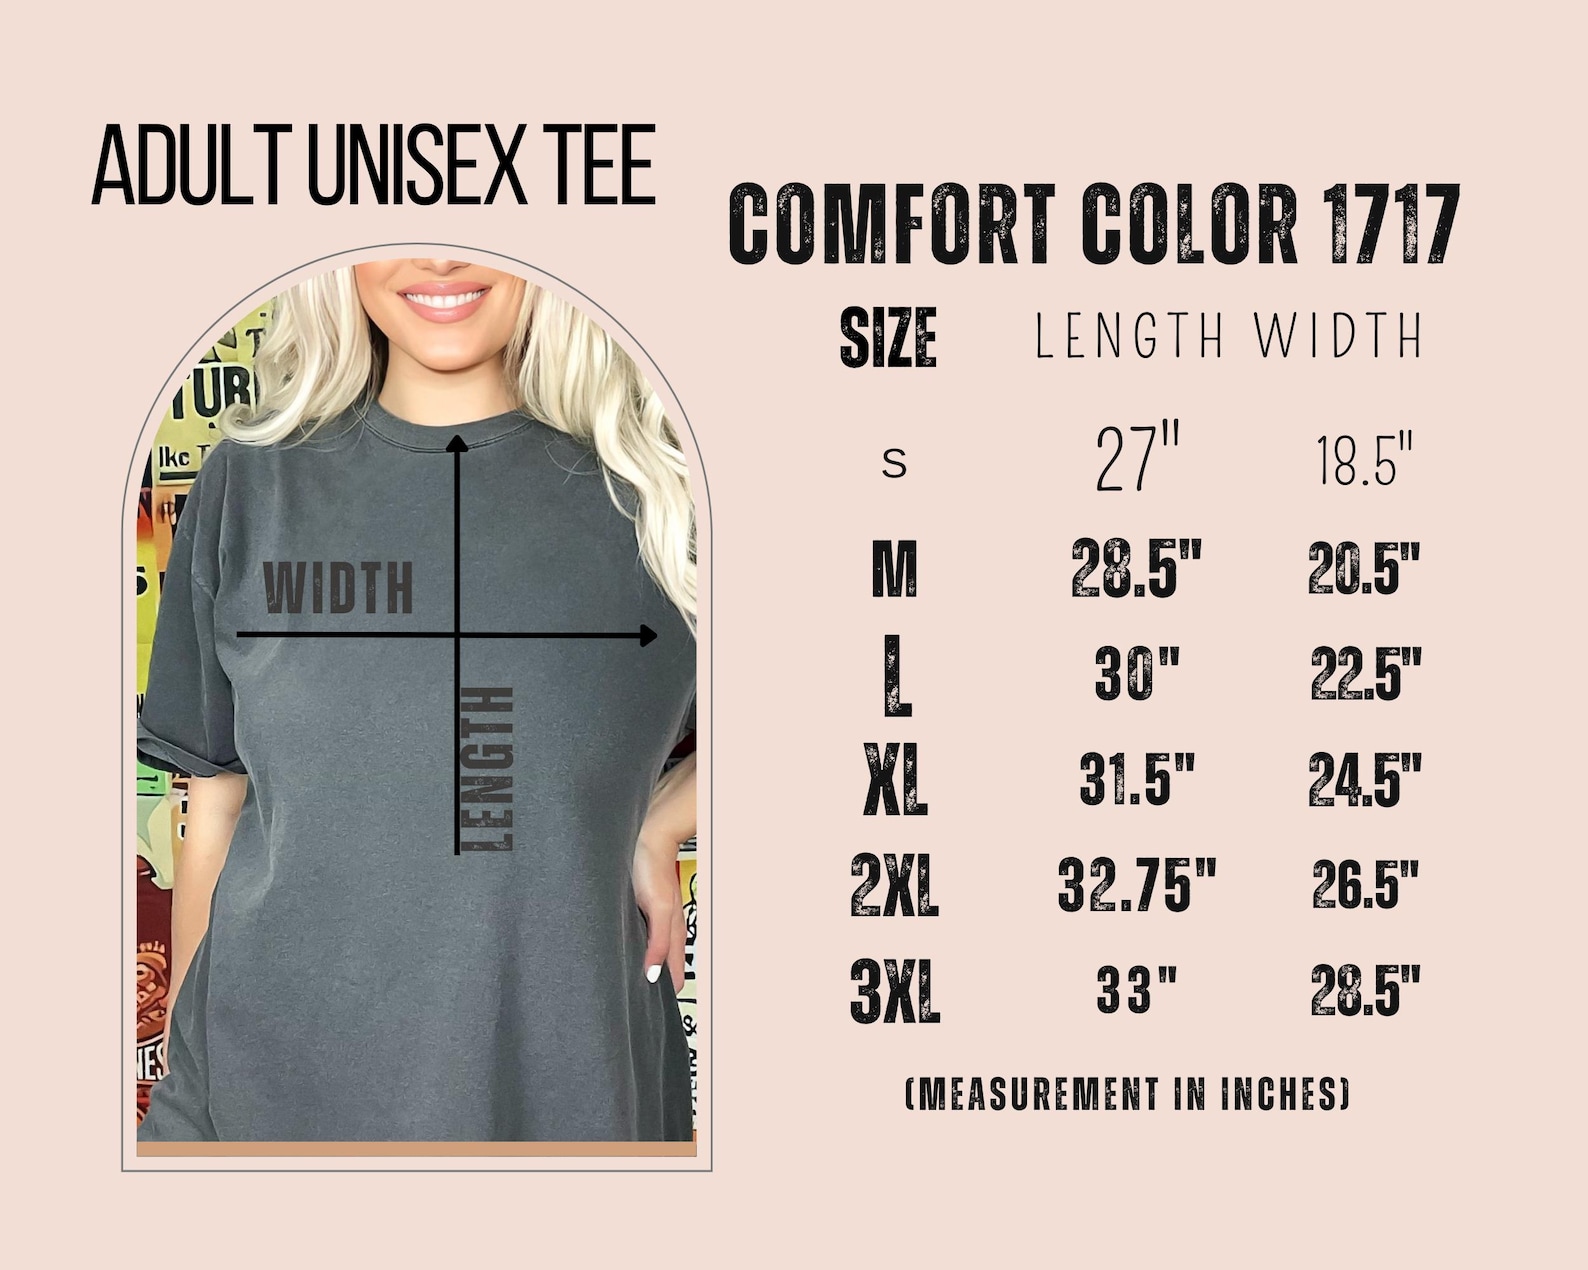 ADULT UNISEX TEE
COMFORT COLOR 1717
SIZE LENGTH WIDTH
S 27" 18.5"
M 28.5" 20.5"
L 30" 22.5"
XL 31.5" 24.5"
2XL 32.75" 26.5"
3XL 33" 28.5"
(MEASUREMENT IN INCHES)
WIDTH
LENGTH